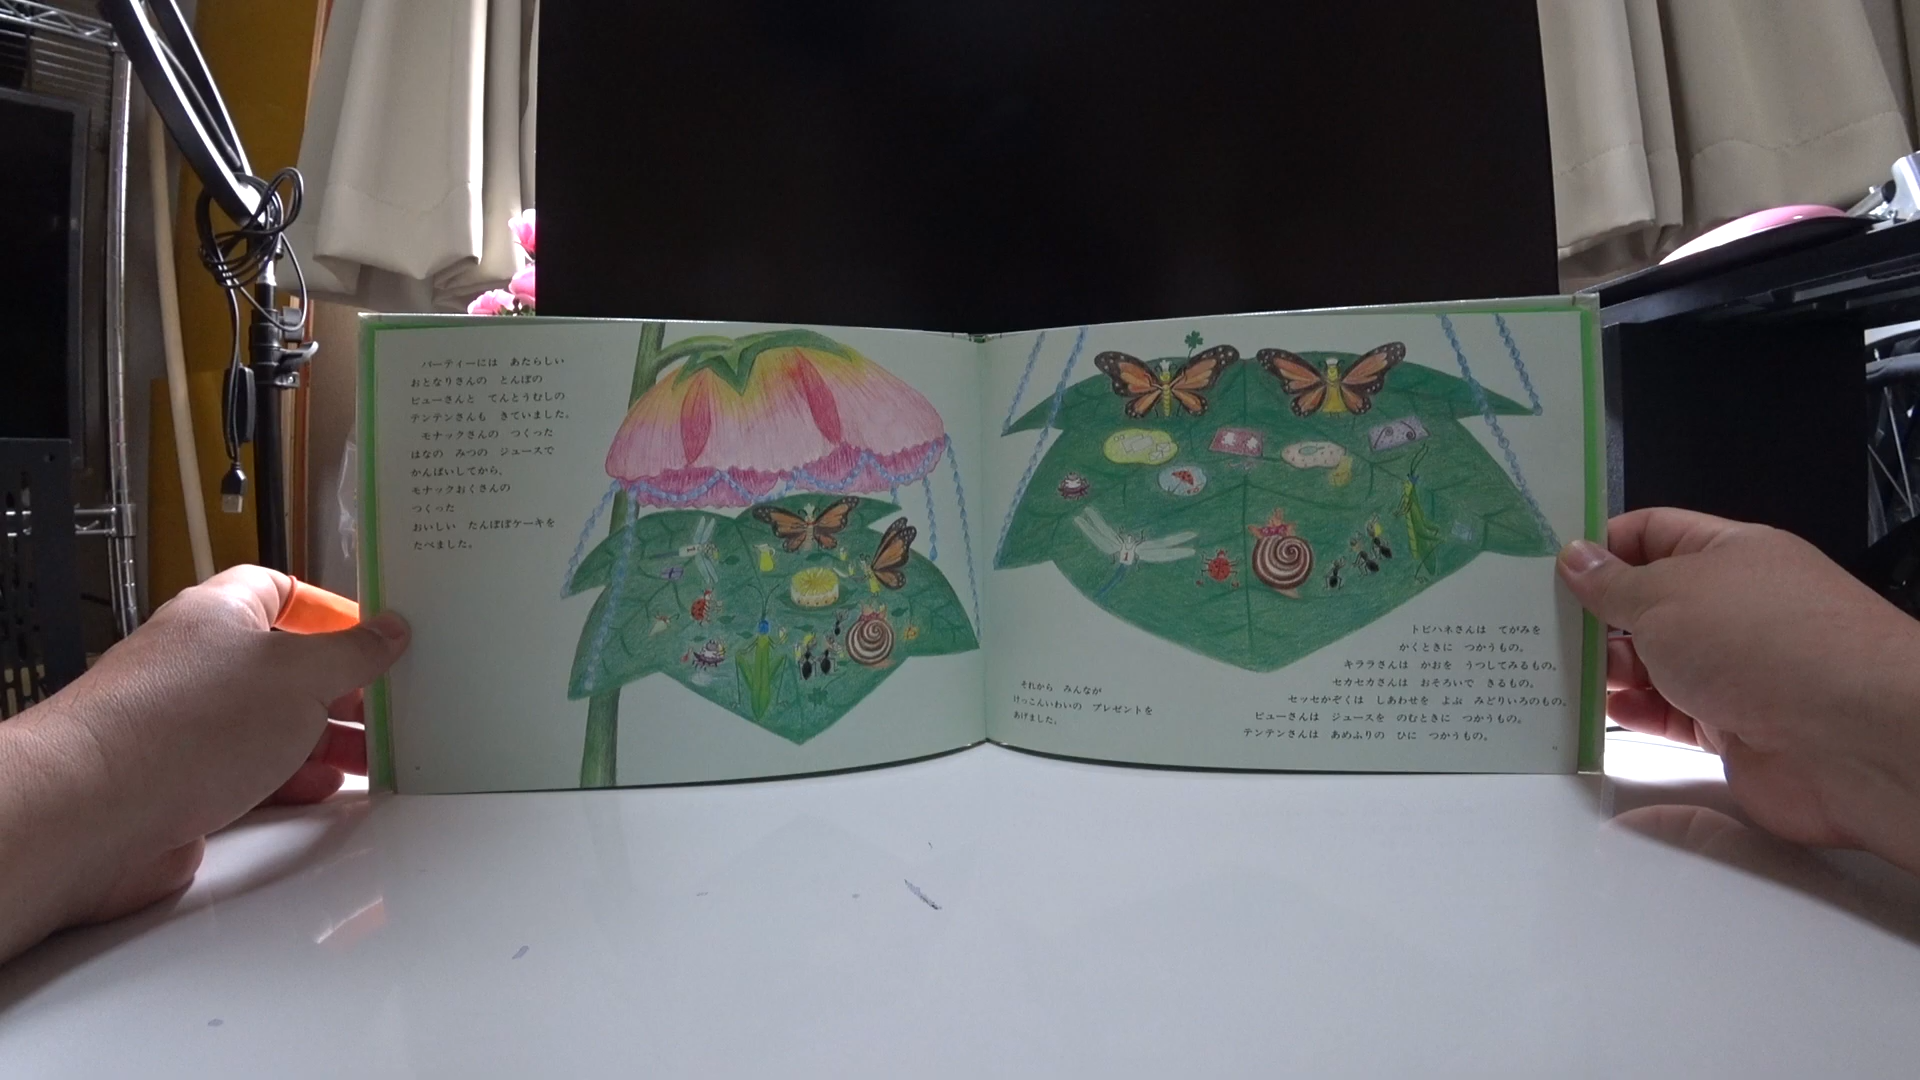 パーティーには あたらしい
おとなりさんの とんぼの
ピューさんと てんとうむしの
テンテンさんも きていました。
モナックさんの つくった
はなの みつの ジュースで
かんぱいしてから、
モナックおくさんの
つくった
おいしい たんぽぽケーキを
たべました。
それから みんなが
けっこんいわいの プレゼントを
あげました。
トビハネさんは てがみを
かくときに つかうもの。
キララさんは かおを うつしてみるもの。
セカセカさんは おそろいで きるもの。
セッセかぞくは しあわせを よぶ みどりいろのもの。
ピューさんは ジュースを のむときに つかうもの。
テンテンさんは あめふりの ひに つかうもの。